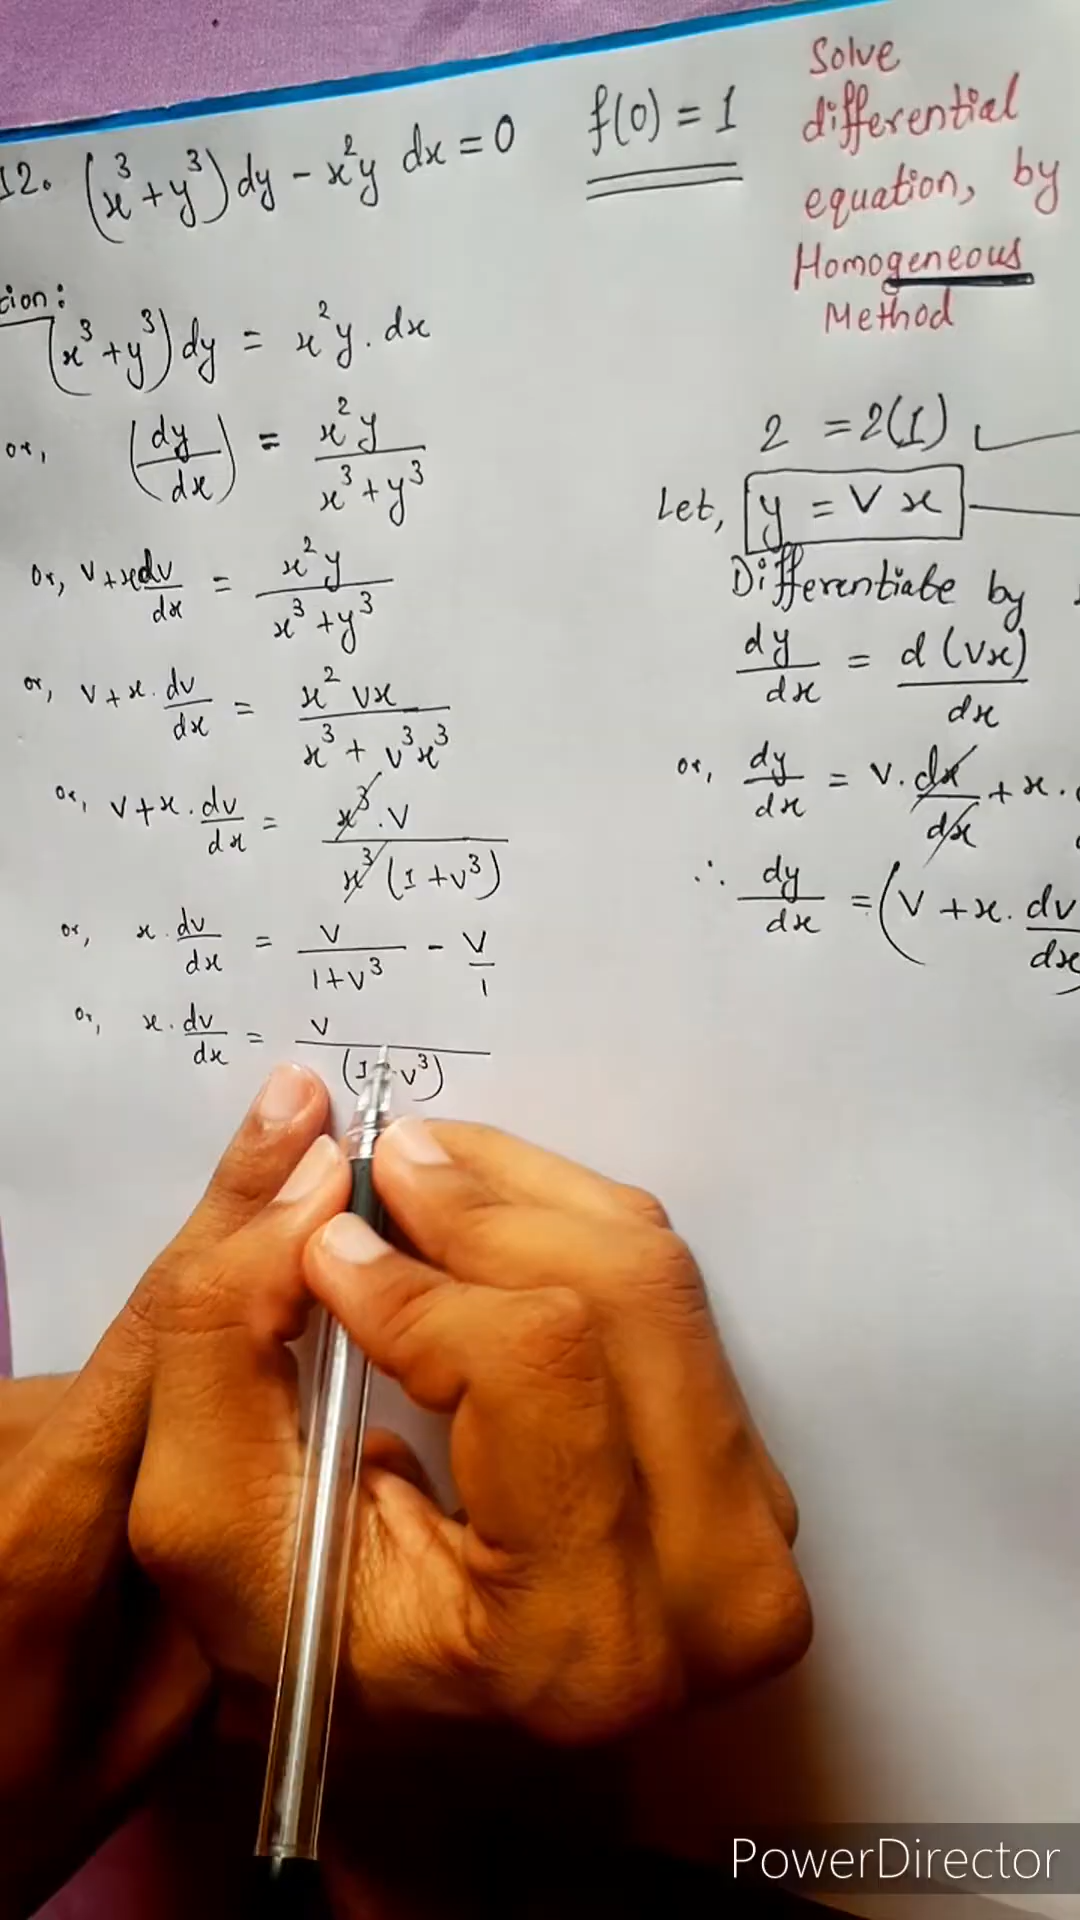 12. (x³+y³)dy - x²y dx = 0
f(0) = 1
Solve
differential
equation, by
Homogeneous
Method
tion:
(x³+y³)dy = x²y. dx
or, (dy/dx) = x²y/(x³+y³)
Or, v+xdv/dx = x²y/(x³+y³)
or, v+x.dv/dx = x² vx/(x³ + v³x³)
or, v+x.dv/dx = x³.v/(x³(1+v³))
or, x.dv/dx = v/(1+v³) - v/1
or, x.dv/dx = v/(1 v³)
2 = 2(1)
Let, y = vx
Differentiate by
dy/dx = d(vx)/dx
or, dy/dx = v.dx/dx + x.
∴ dy/dx = (v + x.dv/dx)
PowerDirector